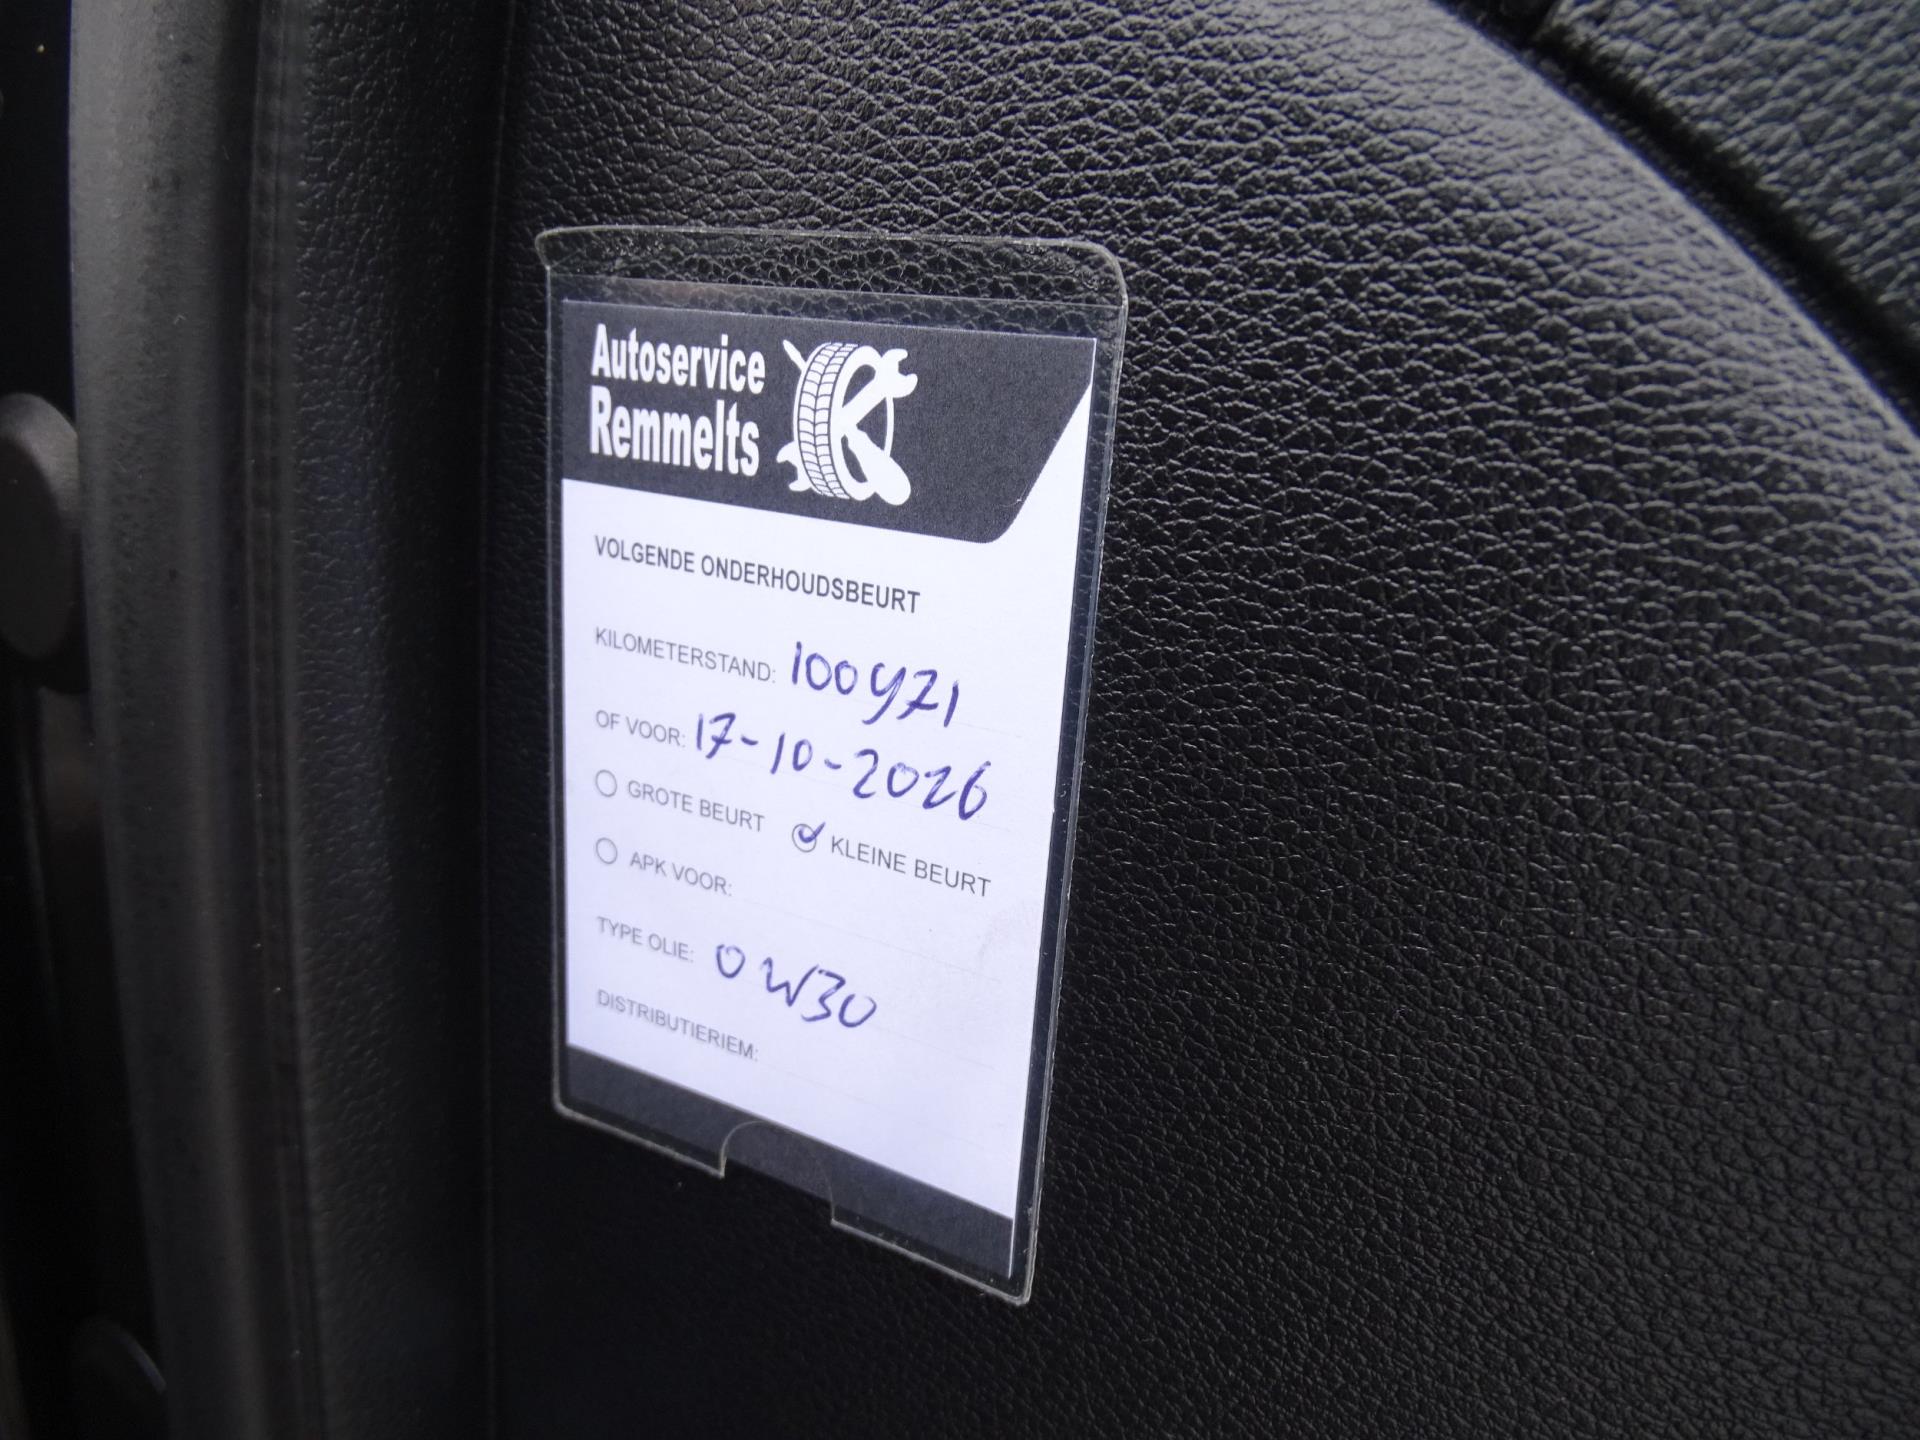 Autoservice
Remmelts
VOLGENDE ONDERHOUDSBEURT
KILOMETERSTAND: 100971
OF VOOR: 17-10-2026
GROTE BEURT KLEINE BEURT
APK VOOR:
TYPE OLIE: 0W30
DISTRIBUTIERIEM: